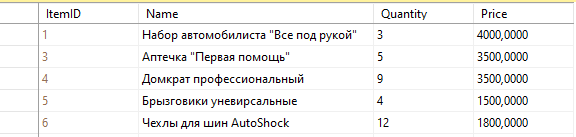 ItemID Name Quantity Price
1 Набор автомобилиста "Все под рукой" 3 4000,0000
3 Аптечка "Первая помощь" 5 3500,0000
4 Домкрат профессиональный 9 3500,0000
5 Брызговики уневирсальные 4 1500,0000
6 Чехлы для шин AutoShock 12 1800,0000